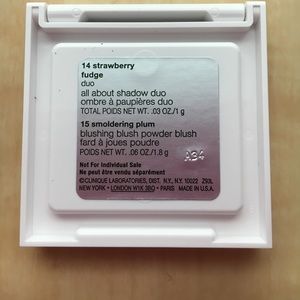 14 strawberry
fudge
duo
all about shadow duo
ombre à paupières duo
TOTAL POIDS NET WT. .03 OZ/1 g
15 smoldering plum
blushing blush powder blush
fard à joues poudre
POIDS NET WT. .06 OZ/1.8 g
A34
Not For Individual Sale
Ne peut être vendu séparément
©CLINIQUE LABORATORIES, DIST. N.Y., N.Y. 10022
NEW YORK • LONDON W1K 3BQ • PARIS MADE IN U.S.A.